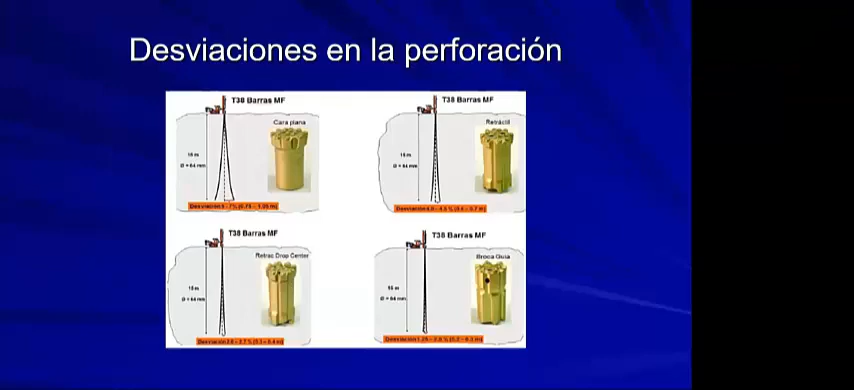 Desviaciones en la perforación
T38 Barras MF
Cara plana
15 m
Ø = 64 mm
T38 Barras MF
Retráctil
15 m
Ø = 64 mm
T38 Barras MF
Retrac Drop Center
15 m
Ø = 64 mm
T38 Barras MF
Broca Guía
15 m
Ø = 64 mm